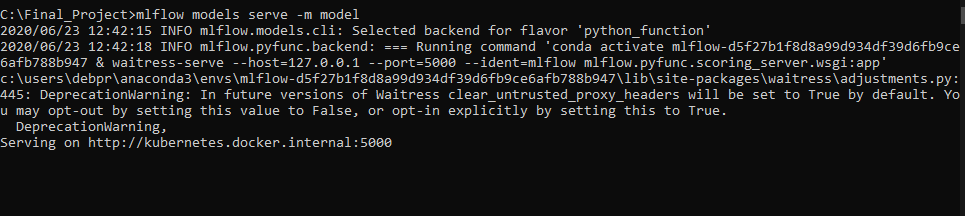 C:\Final_Project>mlflow models serve -m model
2020/06/23 12:42:15 INFO mlflow.models.cli: Selected backend for flavor 'python_function'
2020/06/23 12:42:18 INFO mlflow.pyfunc.backend: === Running command 'conda activate mlflow-d5f27b1f8d8a99d934df39d6fb9ce
6afb788b947 & waitress-serve --host=127.0.0.1 --port=5000 --ident=mlflow mlflow.pyfunc.scoring_server.wsgi:app'
c:\users\debpr\anaconda3\envs\mlflow-d5f27b1f8d8a99d934df39d6fb9ce6afb788b947\lib\site-packages\waitress\adjustments.py:
445: DeprecationWarning: In future versions of Waitress clear_untrusted_proxy_headers will be set to True by default. Yo
u may opt-out by setting this value to False, or opt-in explicitly by setting this to True.
  DeprecationWarning,
Serving on http://kubernetes.docker.internal:5000